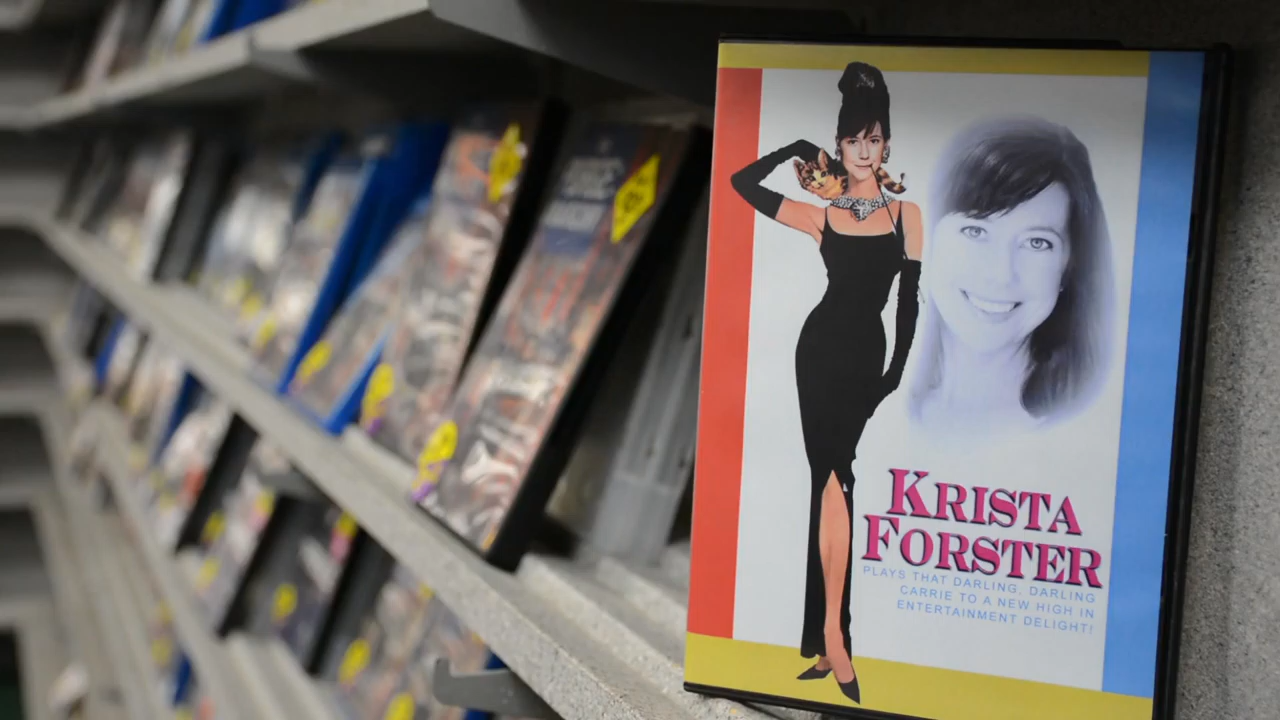 KRISTA
FORSTER
PLAYS THAT DARLING, DARLING
CARRIE TO A NEW HIGH IN
ENTERTAINMENT DELIGHT!